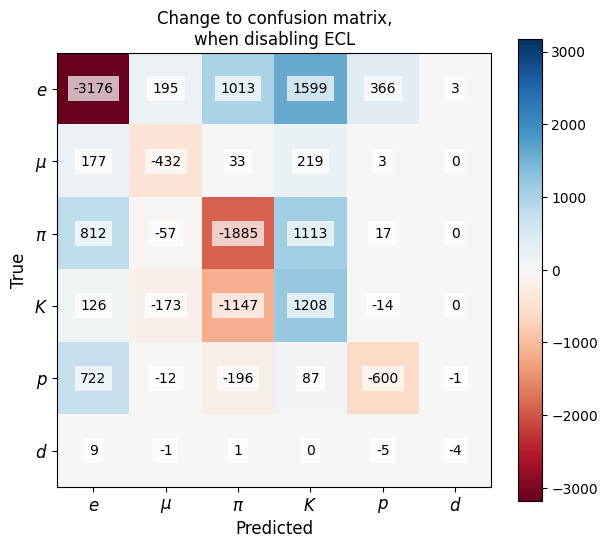 Change to confusion matrix,
when disabling ECL
e -3176 195 1013 1599 366 3
μ 177 -432 33 219 3 0
π 812 -57 -1885 1113 17 0
K 126 -173 -1147 1208 -14 0
p 722 -12 -196 87 -600 -1
d 9 -1 1 0 -5 -4
e μ π K p d
Predicted
True
3000
2000
1000
0
−1000
−2000
−3000